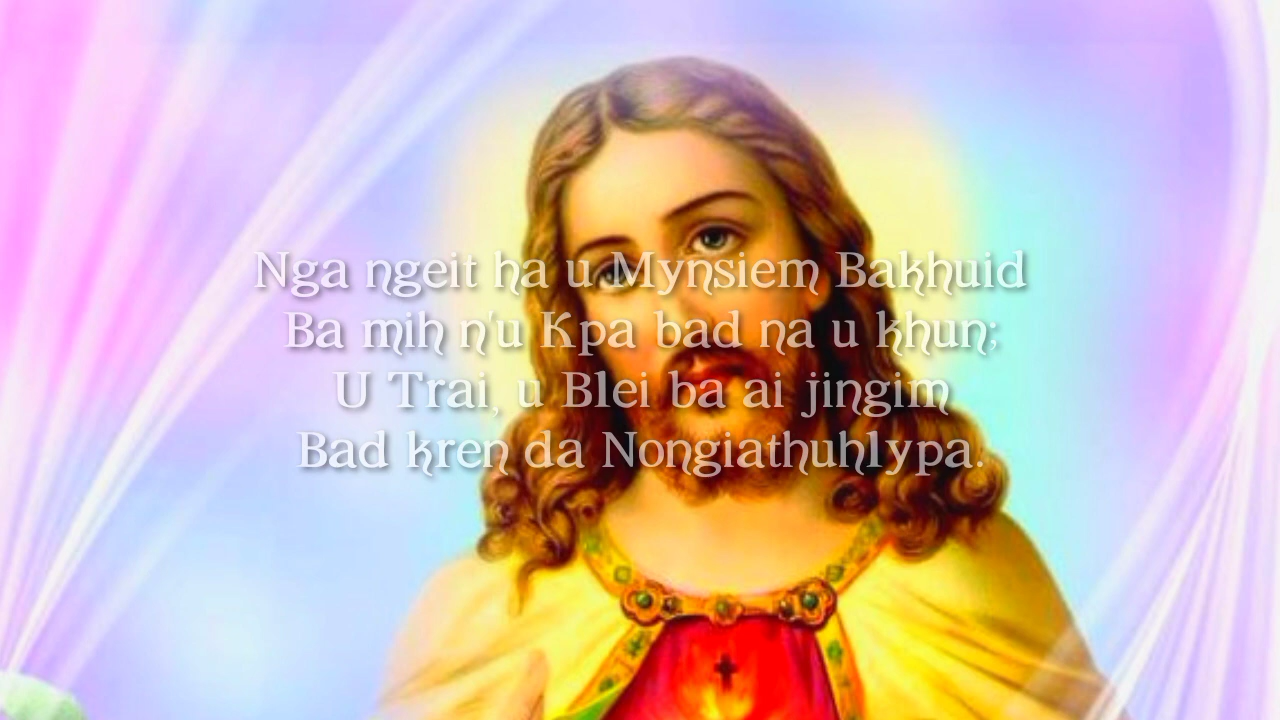 Nga ngeit ha u Mynsiem Bakhuid
Ba mih n'u Kpa bad na u khun;
U Trai, u Blei ba ai jingim
Bad kren da Nongiathuhlypa.